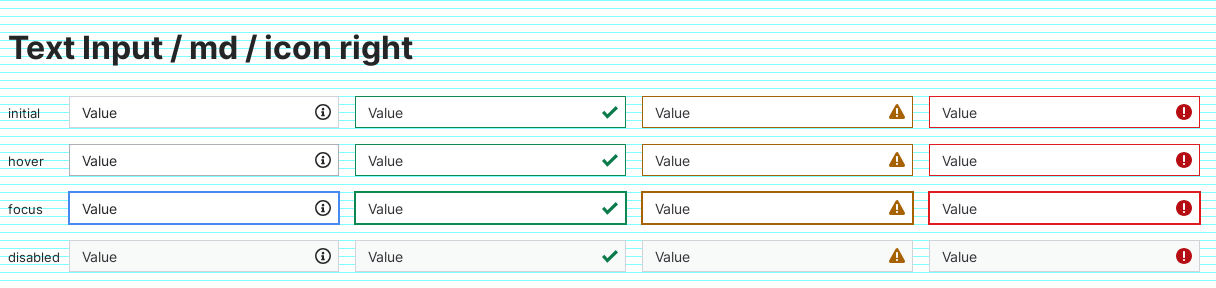 Text Input / md / icon right
initial Value Value Value Value
hover Value Value Value Value
focus Value Value Value Value
disabled Value Value Value Value